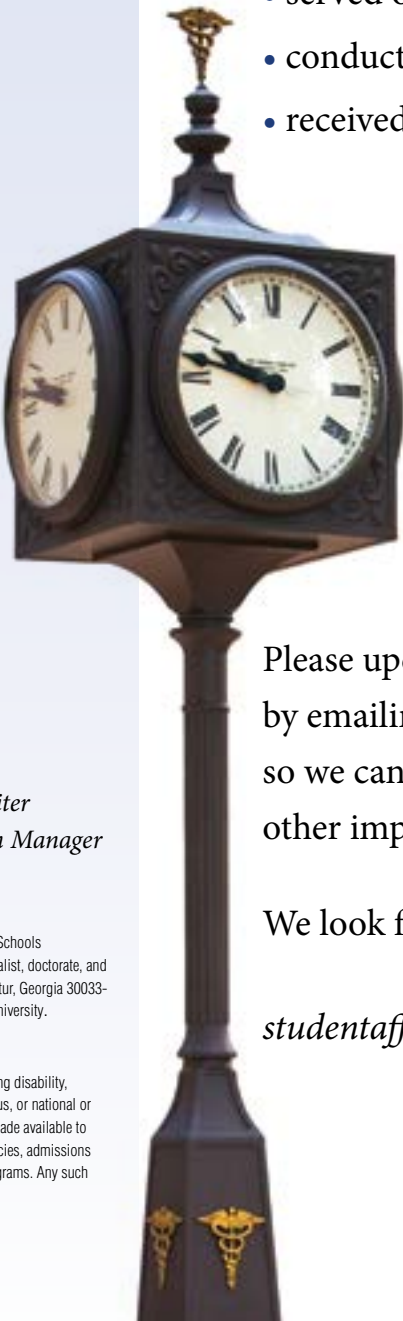 • served o
• conduct
• received
Please up
by emailin
so we can
other imp
We look f
studentaff
iter
n Manager
Schools
alist, doctorate, and
tur, Georgia 30033-
niversity.
ng disability,
us, or national or
ade available to
cies, admissions
grams. Any such